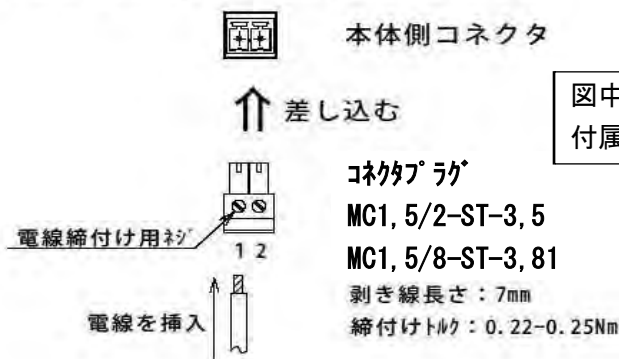 本体側コネクタ
差し込む
図中
付属
コネクタプラグ
MC1,5/2-ST-3,5
電線締付け用ネジ
1 2
MC1,5/8-ST-3,81
剥き線長さ：7mm
電線を挿入
締付けトルク：0.22-0.25Nm